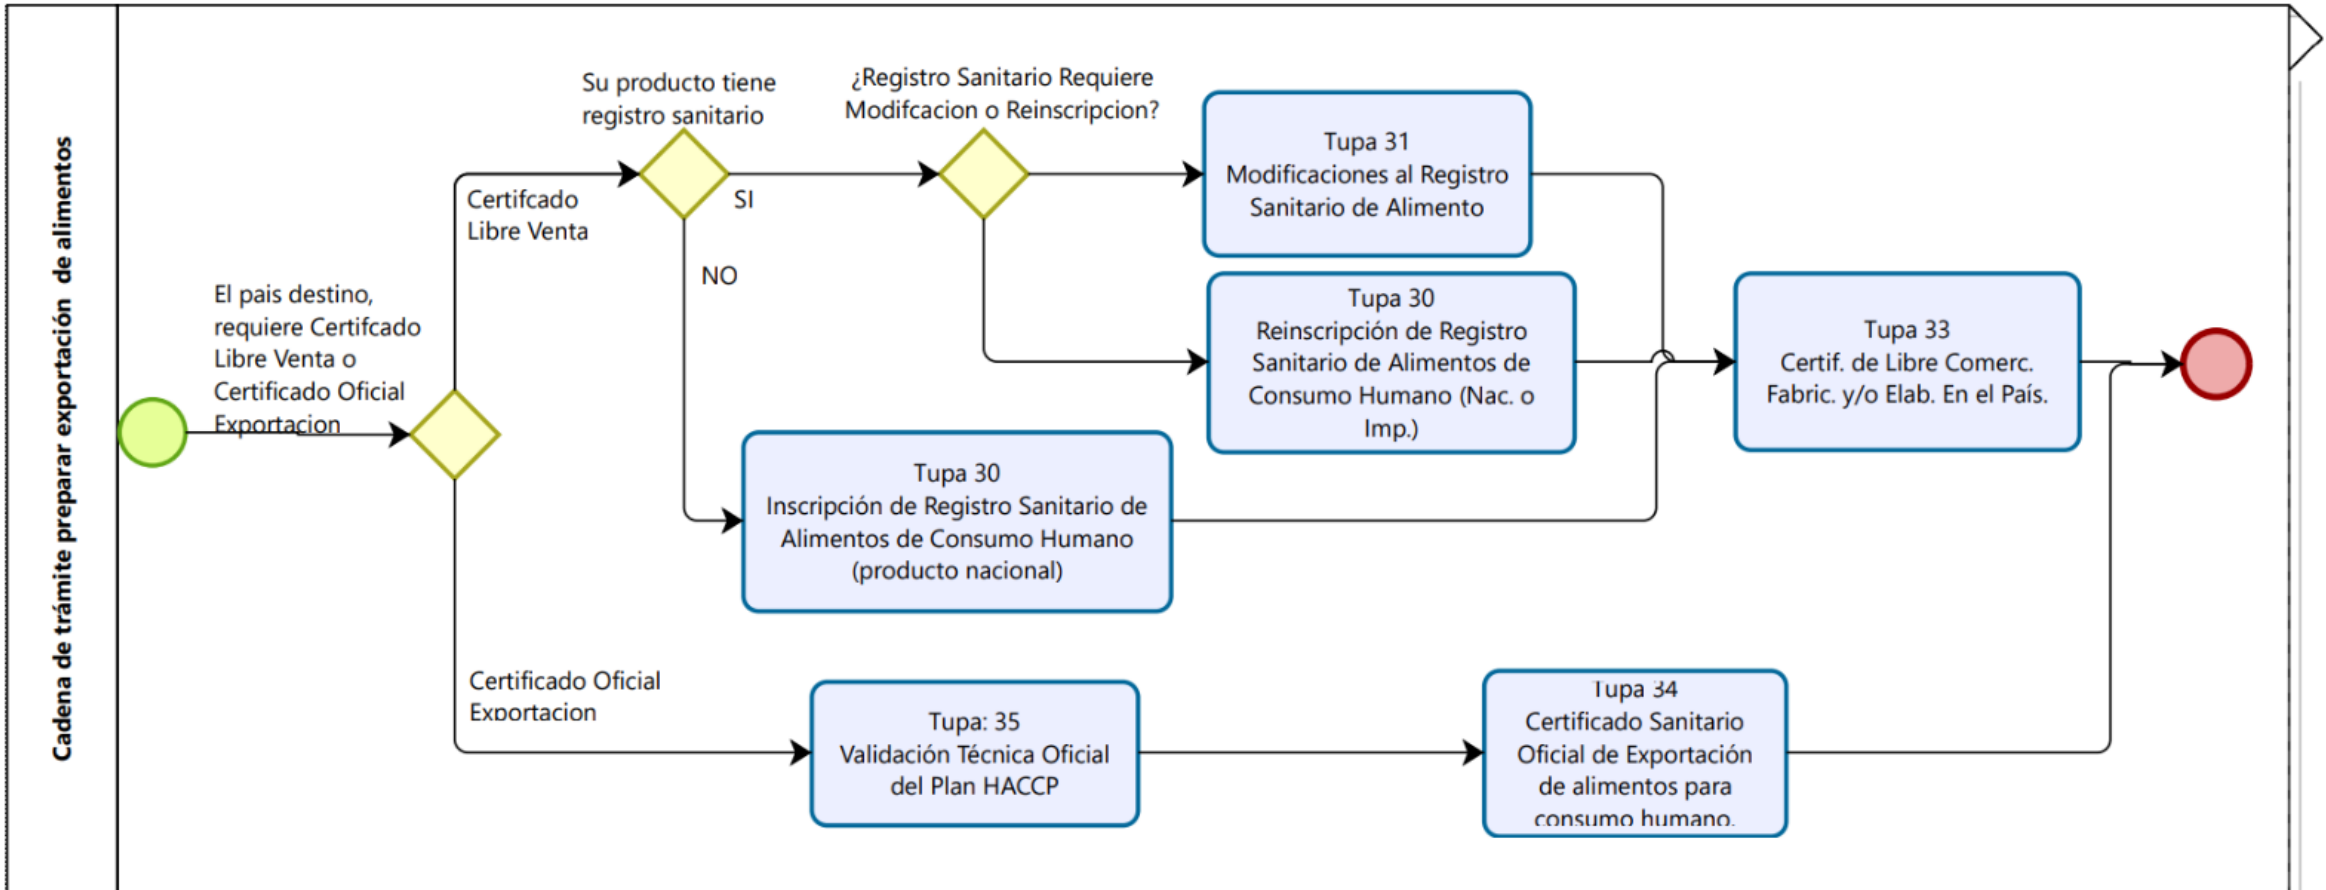 Cadena de trámite preparar exportación de alimentos
El pais destino,
requiere Certifcado
Libre Venta o
Certificado Oficial
Exportacion
Certifcado
Libre Venta
Su producto tiene
registro sanitario
SI
NO
¿Registro Sanitario Requiere
Modifcacion o Reinscripcion?
Tupa 31
Modificaciones al Registro
Sanitario de Alimento
Tupa 30
Reinscripción de Registro
Sanitario de Alimentos de
Consumo Humano (Nac. o
Imp.)
Tupa 30
Inscripción de Registro Sanitario de
Alimentos de Consumo Humano
(producto nacional)
Tupa 33
Certif. de Libre Comerc.
Fabric. y/o Elab. En el País.
Certificado Oficial
Exportacion
Tupa: 35
Validación Técnica Oficial
del Plan HACCP
Tupa 34
Certificado Sanitario
Oficial de Exportación
de alimentos para
consumo humano.